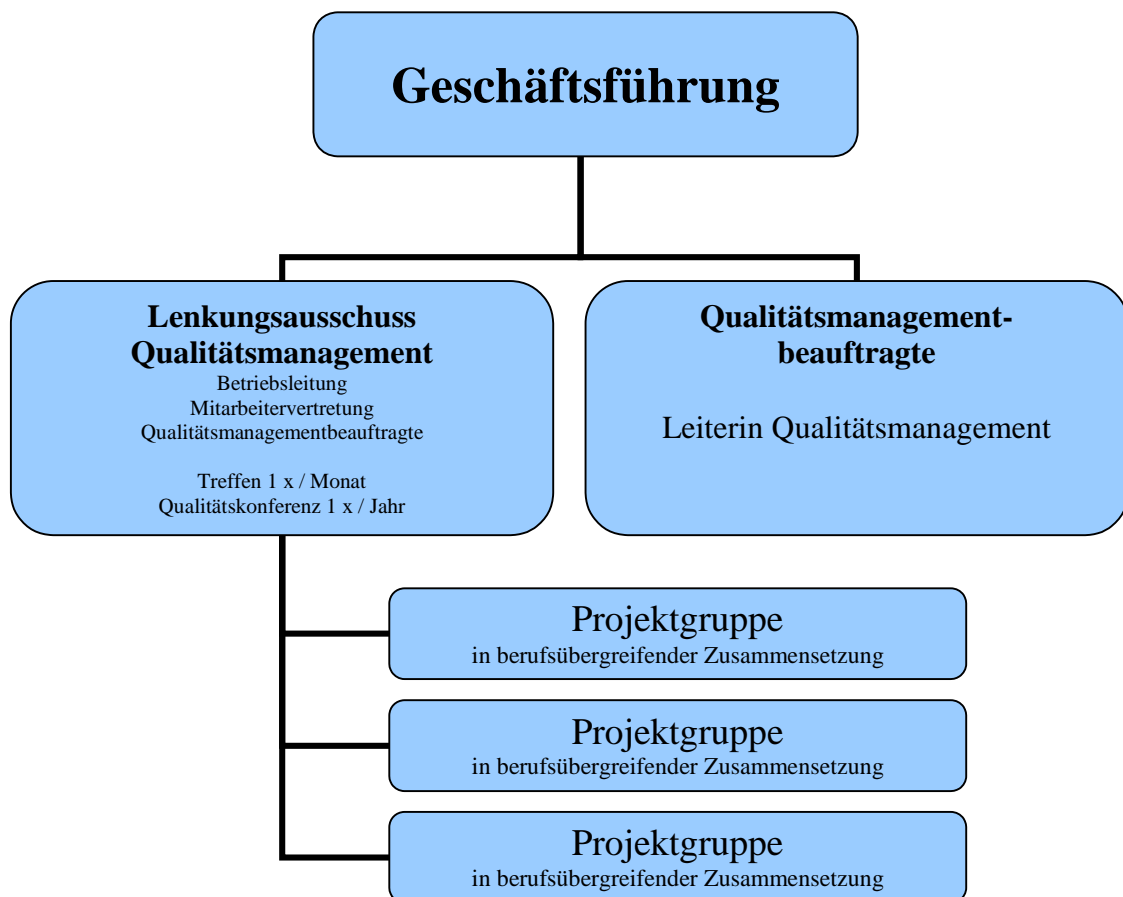 Geschäftsführung
Lenkungsausschuss
Qualitätsmanagement
Betriebsleitung
Mitarbeitervertretung
Qualitätsmanagementbeauftragte
Treffen 1 x / Monat
Qualitätskonferenz 1 x / Jahr
Qualitätsmanagement-
beauftragte
Leiterin Qualitätsmanagement
Projektgruppe
in berufsübergreifender Zusammensetzung
Projektgruppe
in berufsübergreifender Zusammensetzung
Projektgruppe
in berufsübergreifender Zusammensetzung